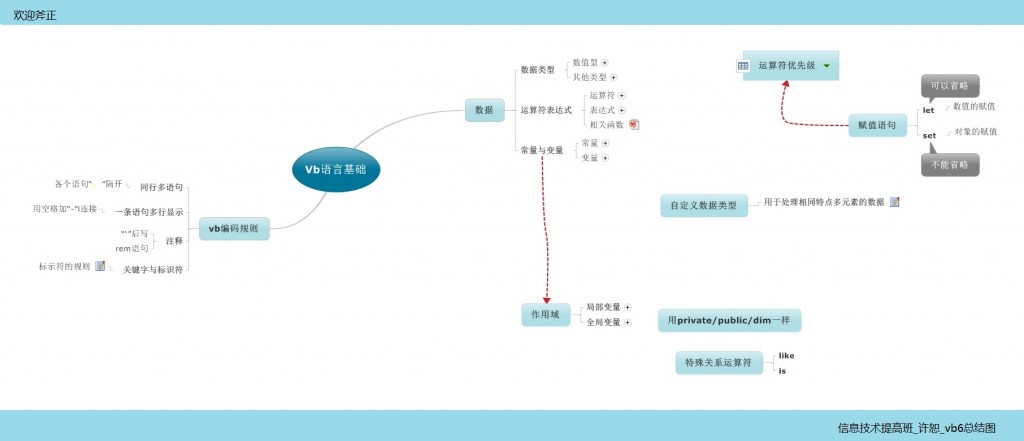 欢迎斧正
Vb语言基础
数据
数据类型
数值型
其他类型
运算符表达式
运算符
表达式
相关函数
常量与变量
常量
变量
作用域
局部变量
全局变量
vb编码规则
同行多语句
各个语句" "隔开
一条语句多行显示
用空格加"-"l连接
注释
"\"后写
rem语句
关键字与标识符
标示符的规则
运算符优先级
赋值语句
可以省略
let
数值的赋值
set
对象的赋值
不能省略
自定义数据类型
用于处理相同特点多元素的数据
用private/public/dim一样
特殊关系运算符
like
is
信息技术提高班_许恕_vb6总结图